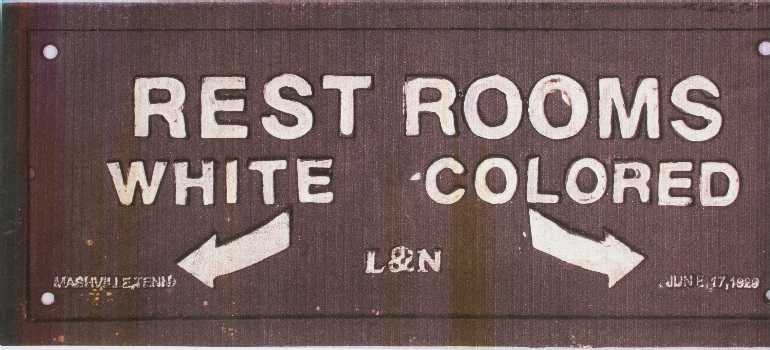 REST ROOMS
WHITE COLORED
L&N
NASHVILLE, TENN JUNE, 17, 1929